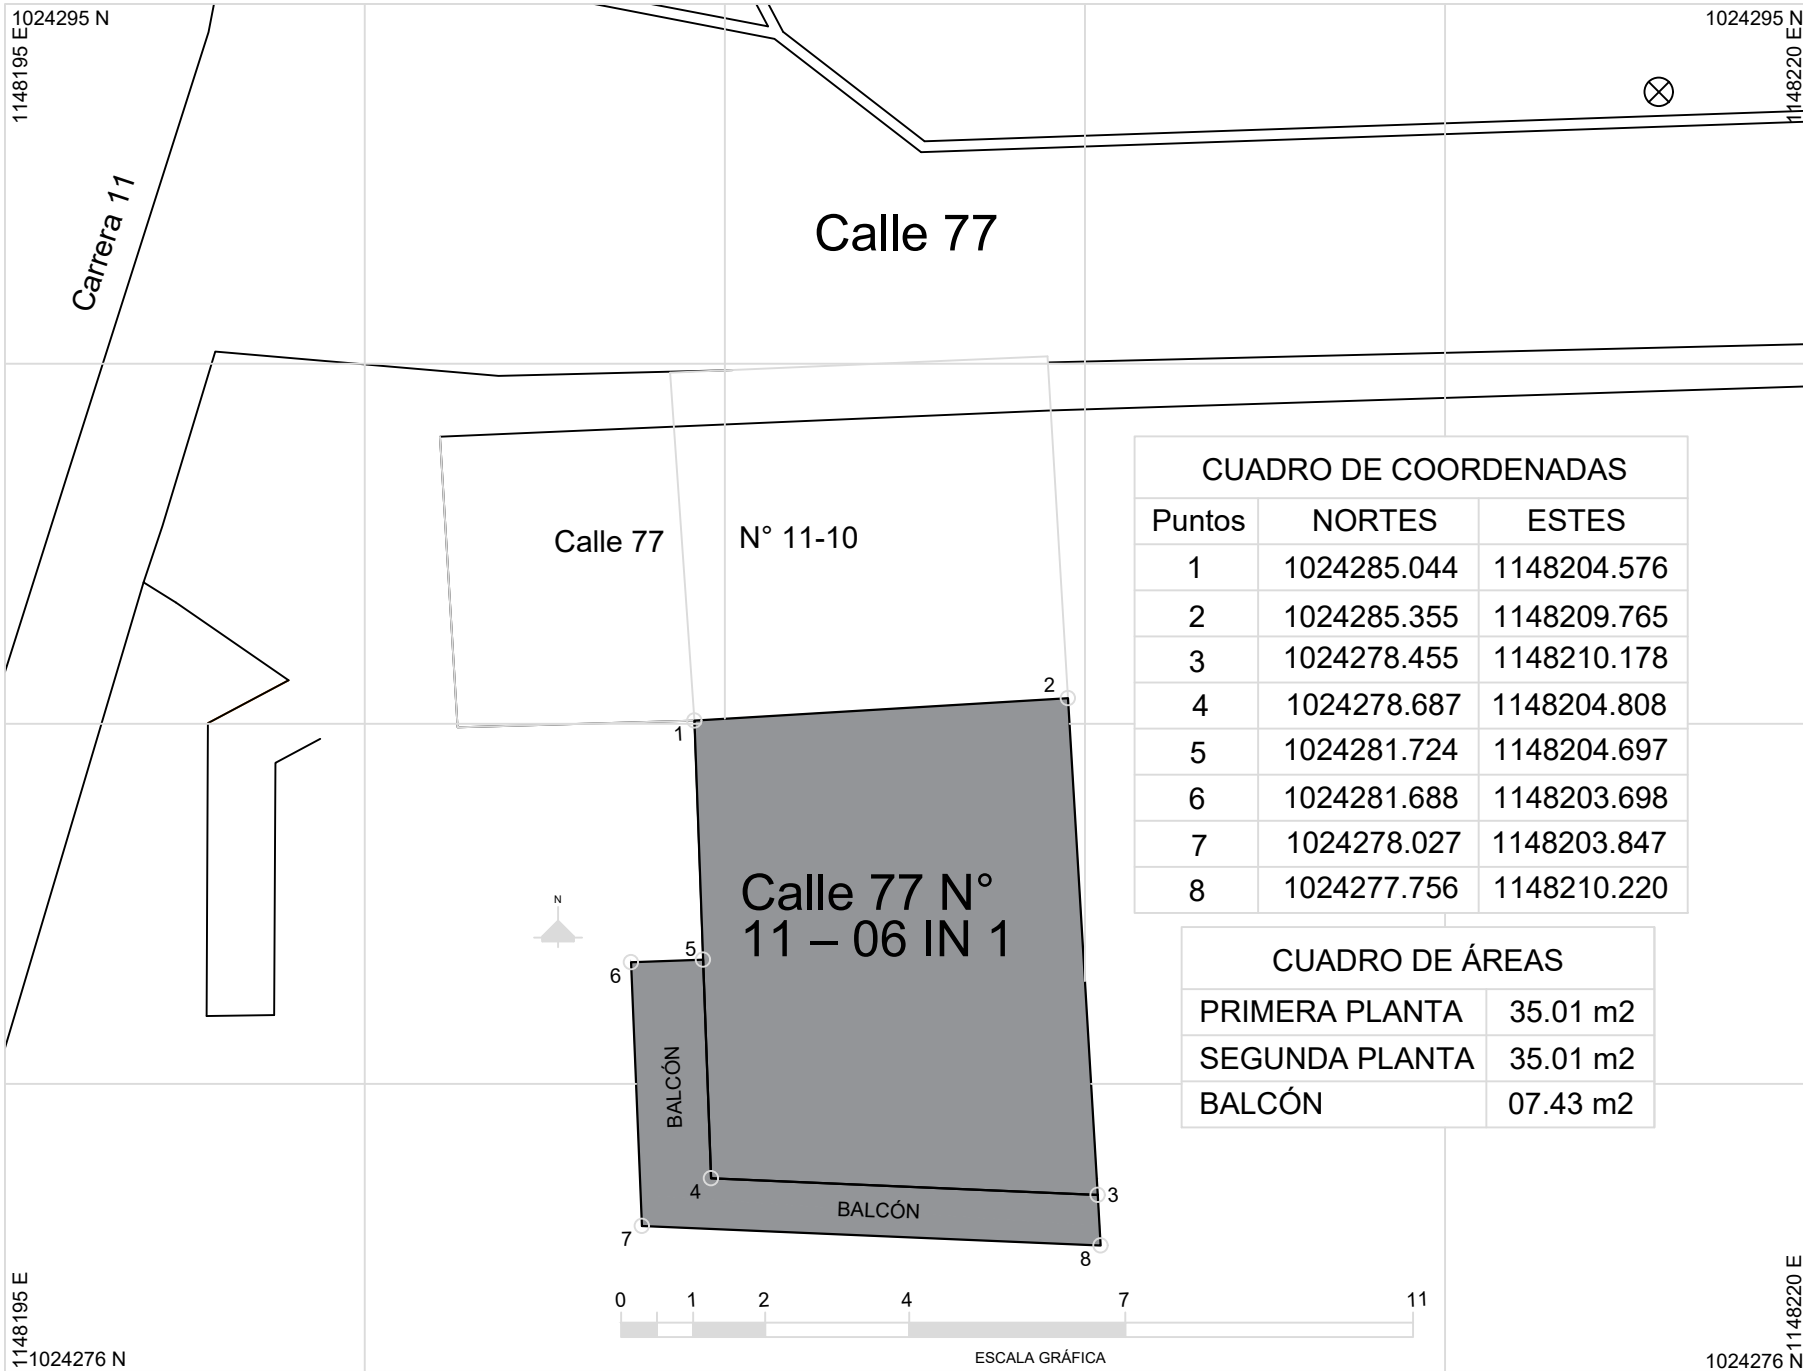 1024295 N
1148195 E
1024295 N
1148220 E
Carrera 11
Calle 77
Calle 77
N° 11-10
CUADRO DE COORDENADAS
Puntos NORTES ESTES
1 1024285.044 1148204.576
2 1024285.355 1148209.765
3 1024278.455 1148210.178
4 1024278.687 1148204.808
5 1024281.724 1148204.697
6 1024281.688 1148203.698
7 1024278.027 1148203.847
8 1024277.756 1148210.220
CUADRO DE ÁREAS
PRIMERA PLANTA 35.01 m2
SEGUNDA PLANTA 35.01 m2
BALCÓN 07.43 m2
2
1
N
Calle 77 N°
11 – 06 IN 1
5
6
BALCÓN
4
3
BALCÓN
7
8
0 1 2 4 7 11
ESCALA GRÁFICA
1148195 E
1024276 N
1148220 E
1024276 N